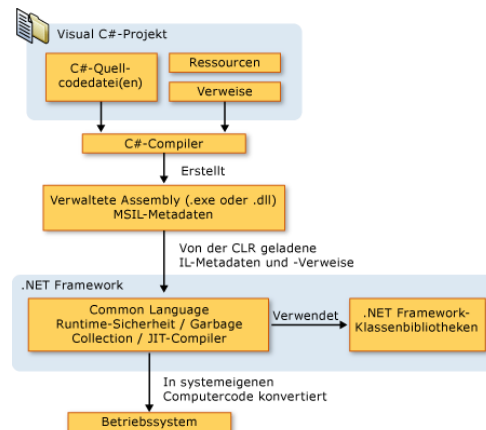 Visual C#-Projekt
C#-Quell-
codedatei(en)
Ressourcen
Verweise
C#-Compiler
Erstellt
Verwaltete Assembly (.exe oder .dll)
MSIL-Metadaten
Von der CLR geladene
IL-Metadaten und -Verweise
.NET Framework
Common Language
Runtime-Sicherheit / Garbage
Collection / JIT-Compiler
Verwendet
.NET Framework-
Klassenbibliotheken
In systemeigenen
Computercode konvertiert
Betriebssystem